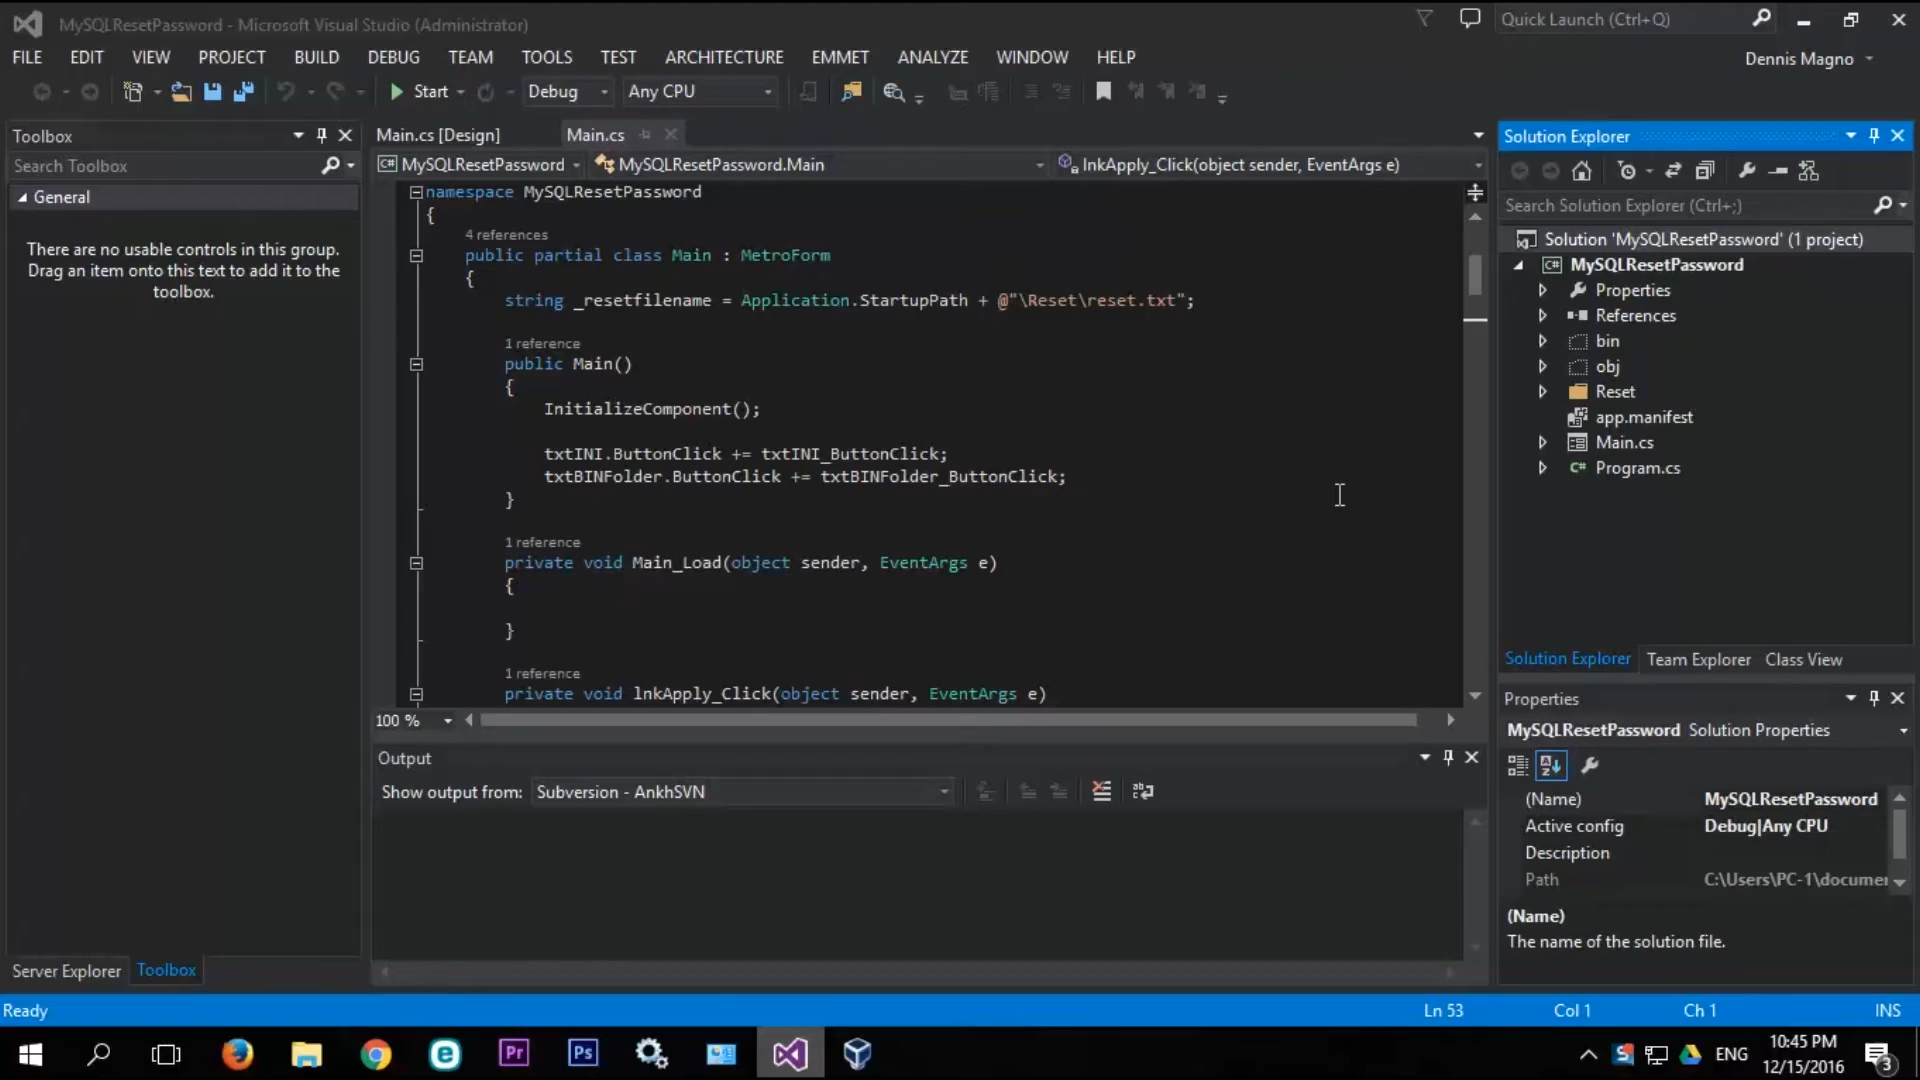 MySQLResetPassword - Microsoft Visual Studio (Administrator)
Quick Launch (Ctrl+Q)
FILE EDIT VIEW PROJECT BUILD DEBUG TEAM TOOLS TEST ARCHITECTURE EMMET ANALYZE WINDOW HELP
Dennis Magno
Start Debug Any CPU
Toolbox
Search Toolbox
General
There are no usable controls in this group.
Drag an item onto this text to add it to the
toolbox.
Server Explorer Toolbox
Main.cs [Design] Main.cs
C# MySQLResetPassword MySQLResetPassword.Main lnkApply_Click(object sender, EventArgs e)
namespace MySQLResetPassword
{
4 references
public partial class Main : MetroForm
{
string _resetfilename = Application.StartupPath + @"\Reset\reset.txt";
1 reference
public Main()
{
InitializeComponent();
txtINI.ButtonClick += txtINI_ButtonClick;
txtBINFolder.ButtonClick += txtBINFolder_ButtonClick;
}
1 reference
private void Main_Load(object sender, EventArgs e)
{
}
1 reference
private void lnkApply_Click(object sender, EventArgs e)
100 %
Output
Show output from: Subversion - AnkhSVN
Solution Explorer
Search Solution Explorer (Ctrl+;)
Solution 'MySQLResetPassword' (1 project)
C# MySQLResetPassword
Properties
References
bin
obj
Reset
app.manifest
Main.cs
C# Program.cs
Solution Explorer Team Explorer Class View
Properties
MySQLResetPassword Solution Properties
(Name) MySQLResetPassword
Active config Debug|Any CPU
Description
Path C:\Users\PC-1\documen
(Name)
The name of the solution file.
Ready Ln 53 Col 1 Ch 1 INS
Pr Ps
ENG
10:45 PM
12/15/2016
3